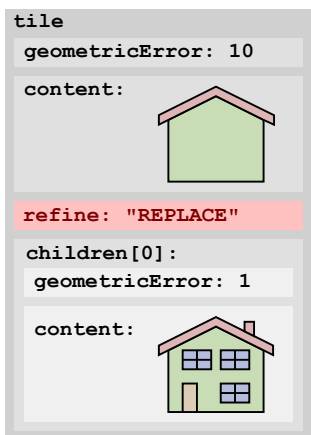 tile
geometricError: 10
content:
refine: "REPLACE"
children[0]:
geometricError: 1
content: